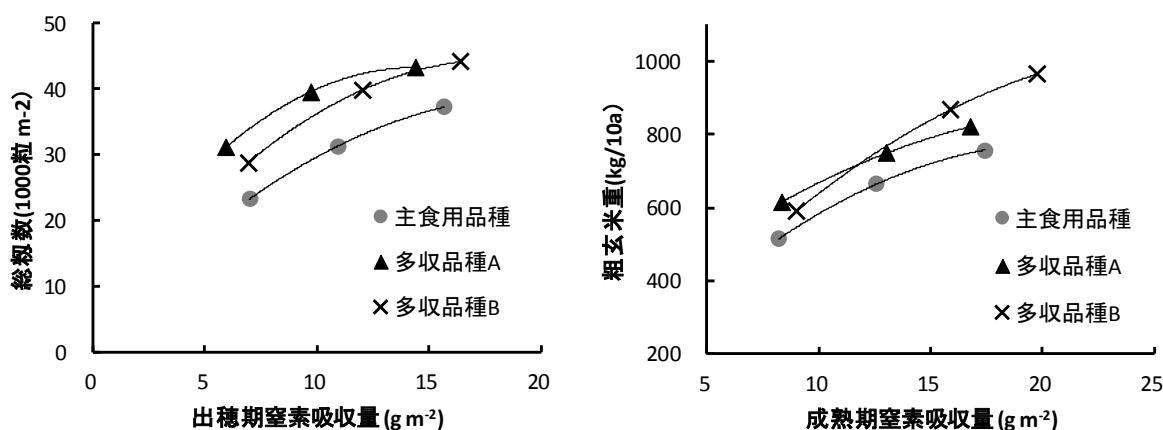 50
40
30
20
10
0
総籾数(1000粒 m-2)
主食用品種
多収品種A
多収品種B
0 5 10 15 20
出穂期窒素吸収量 (g m-2)
1000
800
600
400
200
粗玄米重(kg/10a)
主食用品種
多収品種A
多収品種B
5 10 15 20 25
成熟期窒素吸収量 (g m-2)